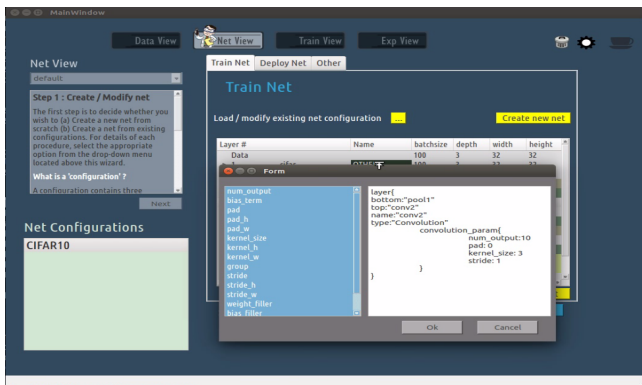 MainWindow
Data View
Net View
Train View
Exp View
Net View
default
Step 1 : Create / Modify net
The first step is to decide whether you
wish to (a) Create a new net from
scratch (b) Create a net from existing
configurations. For details of each
procedure, select the appropriate
option from the drop-down menu
located above this wizard.
What is a 'configuration' ?
A configuration contains three
Next
Net Configurations
CIFAR10
Train Net
Deploy Net
Other
Train Net
Load / modify existing net configuration
...
Create new net
Layer #
Name
batchsize
depth
width
height
Data
100
3
32
32
Form
num_output
bias_term
pad
pad_h
pad_w
kernel_size
kernel_h
kernel_w
group
stride
stride_h
stride_w
weight_filler
bias_filler
layer{
bottom:"pool1"
top:"conv2"
name:"conv2"
type:"Convolution"
convolution_param{
num_output:10
pad: 0
kernel_size: 3
stride: 1
}
}
Ok
Cancel